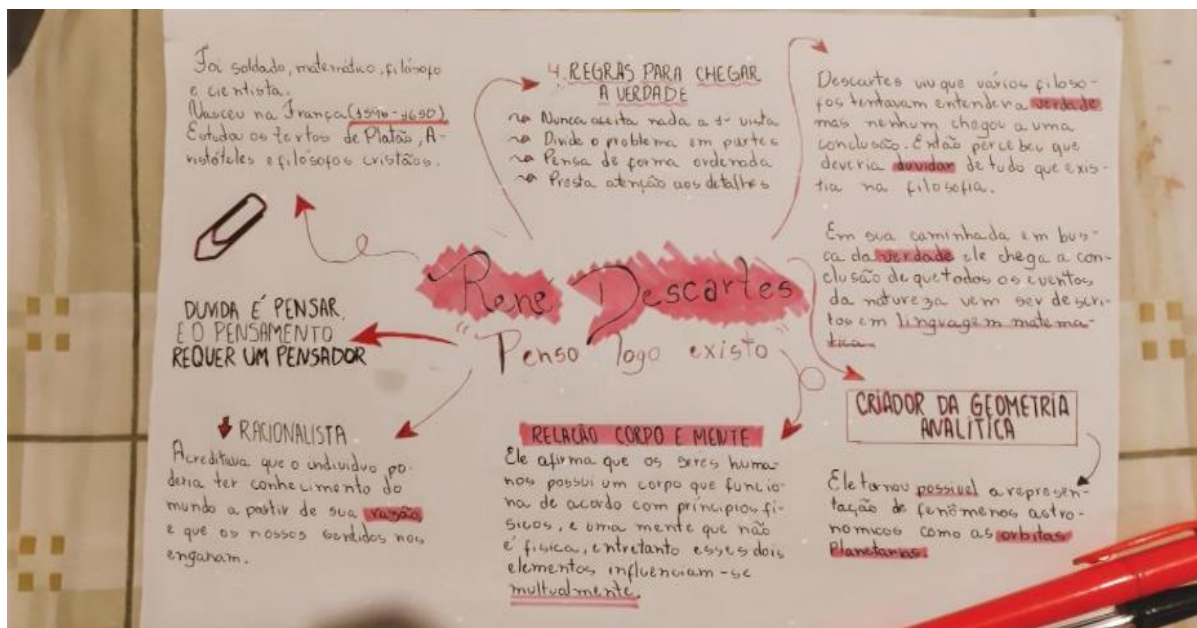 Foi soldado, matemático, filósofo
e cientista.
Nasceu na França (1596-1650)
Estuda os textos de Platão, A-
ristóteles e filósofos cristãos.
4 REGRAS PARA CHEGAR
A VERDADE
Nunca aceita nada a 1ª vista
Divide o problema em partes
Pensa de forma ordenada
Presta atenção aos detalhes
Descartes viu que vários filoso-
fos tentavam entender a verdade
mas nenhum chegou a uma
conclusão. Então percebeu que
deveria duvidar de tudo que exis-
tia na filosofia.
Em sua caminhada em bus-
ca da verdade ele chega a con-
clusão de que todos os eventos
da natureza vem ser descri-
tos em linguagem matema-
tica.
René Descartes
"Penso logo existo"
DUVIDA É PENSAR,
E O PENSAMENTO
REQUER UM PENSADOR
RACIONALISTA
Acreditava que o individuo po-
deria ter conhecimento do
mundo a partir de sua razão,
e que os nossos sentidos nos
enganam.
RELAÇÃO CORPO E MENTE
Ele afirma que os seres huma-
nos possui um corpo que funcio-
na de acordo com princípios fí-
sicos, e uma mente que não
é física, entretanto esses dois
elementos influenciam-se
multualmente.
CRIADOR DA GEOMETRIA
ANALÍTICA
Ele tornou possivel a represen-
tação de fenômenos astro-
nomicos como as orbitas
Planetarias.